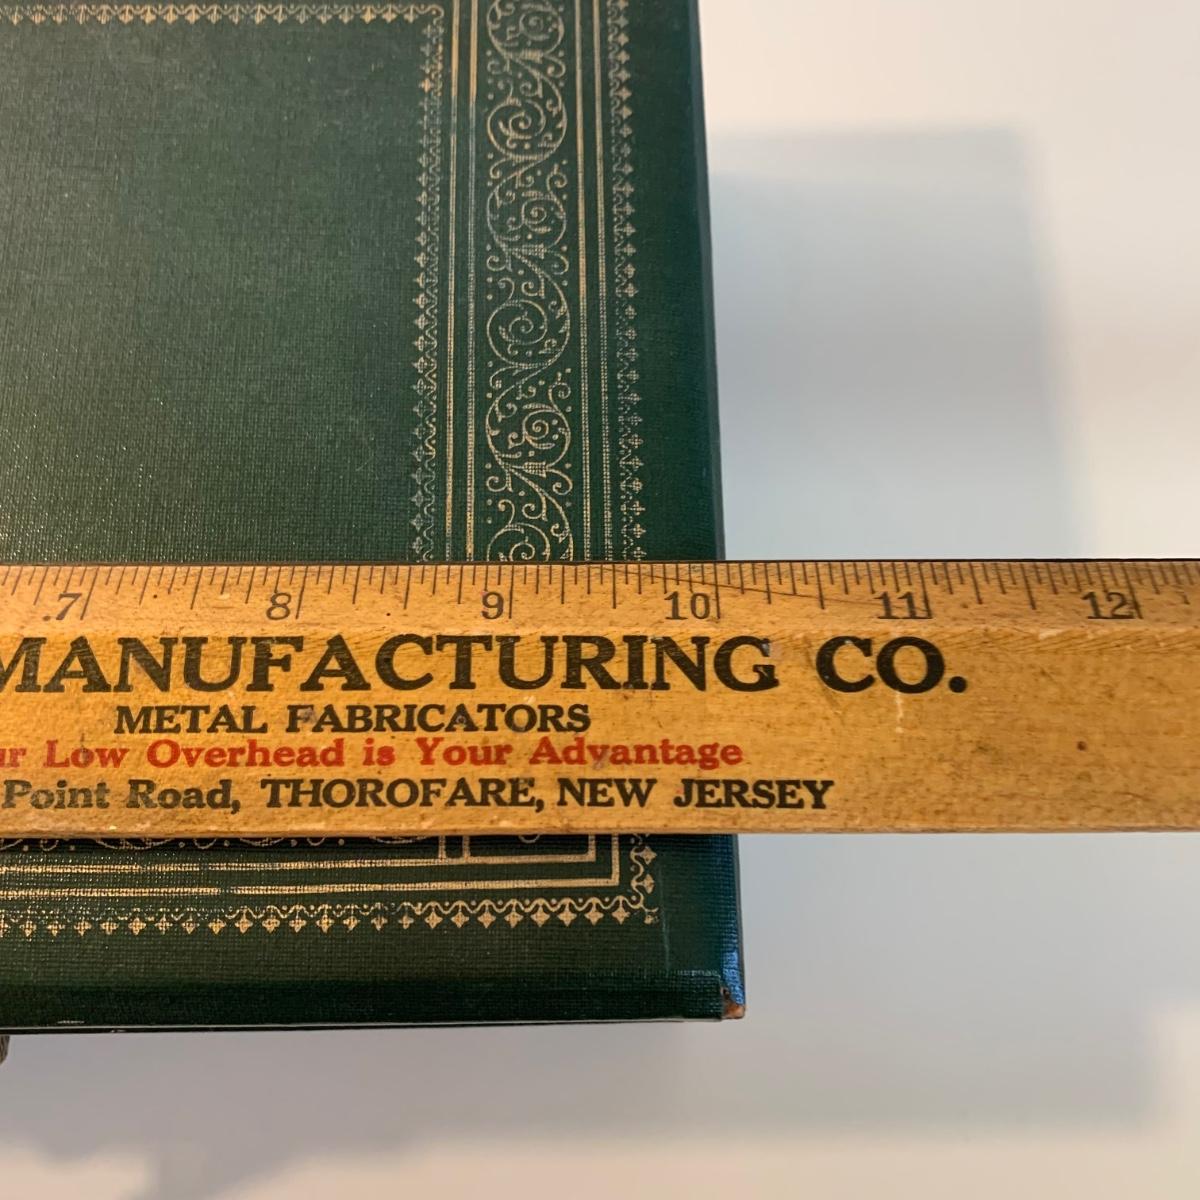 7 8 9 10 11 12
MANUFACTURING CO.
METAL FABRICATORS
Low Overhead is Your Advantage
Point Road, THOROFARE, NEW JERSEY